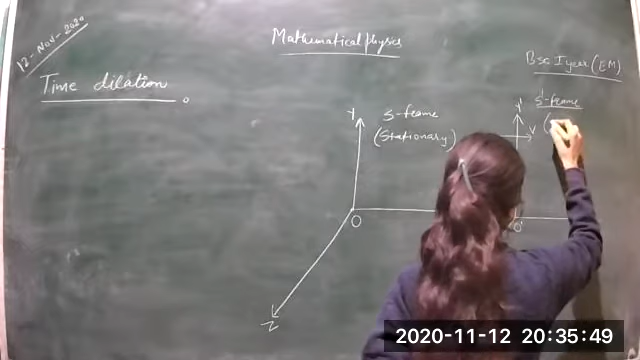 12-Nov-2020
Mathematical physics
BSc I year (EM)
Time dilation.
Y
S-frame
(Stationary)
Y'
S'-frame
(
V
O
O'
Z
2020-11-12 20:35:49